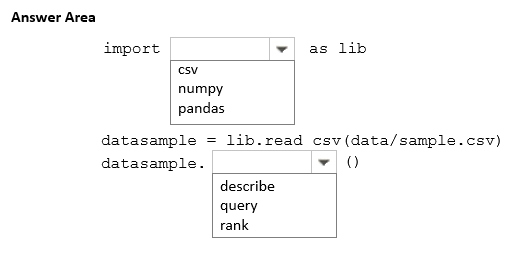 Answer Area
import as lib
csv
numpy
pandas
datasample = lib.read csv(data/sample.csv)
datasample. ()
describe
query
rank